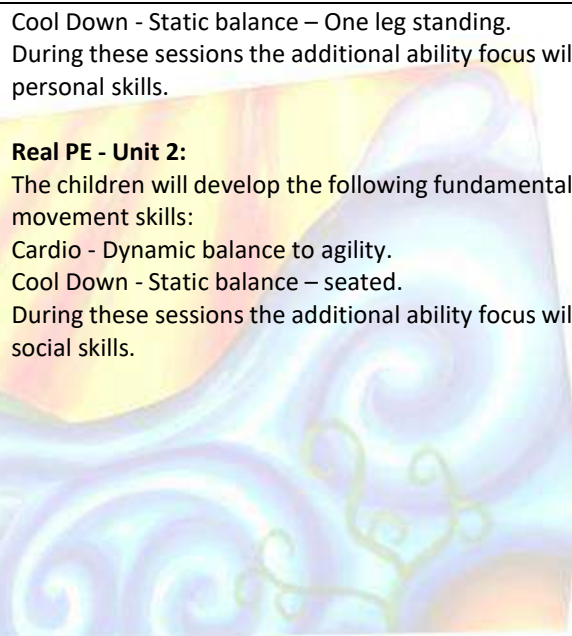 Cool Down - Static balance – One leg standing.
During these sessions the additional ability focus wil
personal skills.
Real PE - Unit 2:
The children will develop the following fundamental
movement skills:
Cardio - Dynamic balance to agility.
Cool Down - Static balance – seated.
During these sessions the additional ability focus wil
social skills.